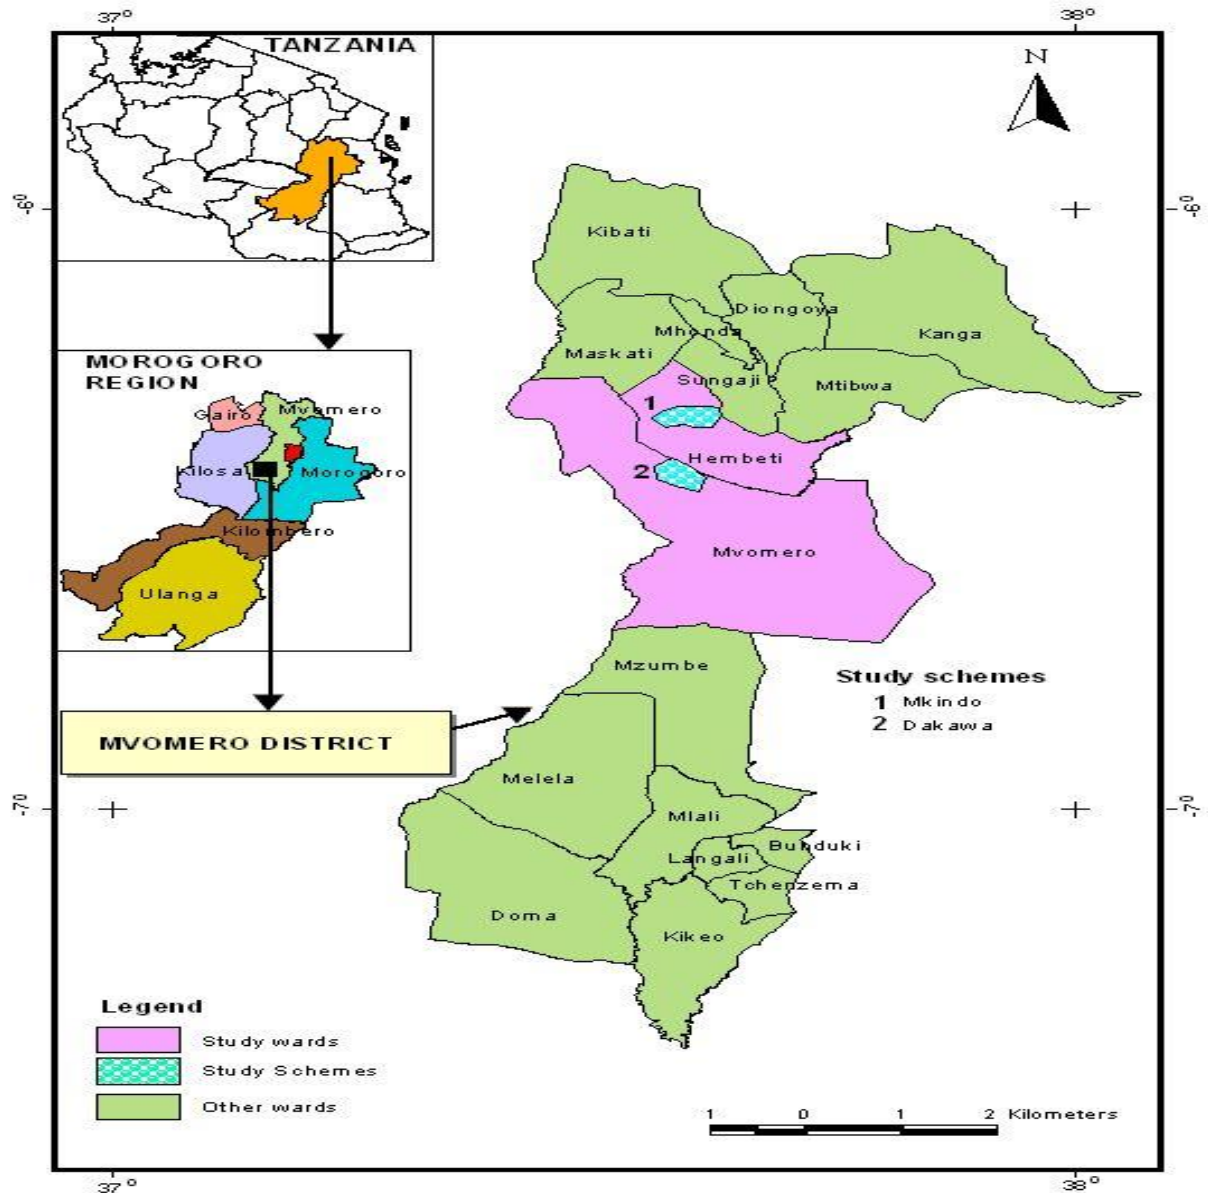 37°
38°
TANZANIA
N
-6°
-6°
Kibati
Diongoya
Mhonda
Kanga
Maskati
Sungaji
Mtibwa
MOROGORO
REGION
Gairo
Mvomero
Kilosa
Morogoro
Kilombero
Ulanga
1
Hembeti
2
Mvomero
Mzumbe
Study schemes
1 Mkindo
2 Dakawa
MVOMERO DISTRICT
Melela
-7°
-7°
Mlali
Bunduki
Langali
Tchenzema
Doma
Kikeo
Legend
Study wards
Study Schemes
Other wards
1 0 1 2 Kilometers
37°
38°